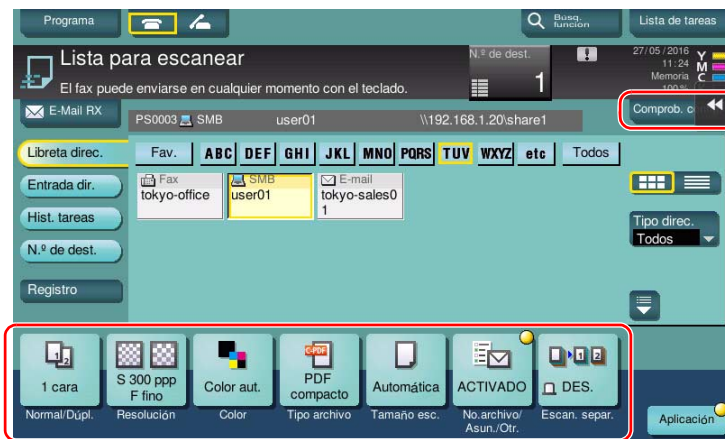 Programa
Búsq. función
Lista de tareas
Lista para escanear
N.º de dest.
1
27/05/2016
11:24
Memoria
100%
Y
M
C
El fax puede enviarse en cualquier momento con el teclado.
E-Mail RX
PS0003 SMB user01 \\192.168.1.20\share1
Comprob. c
Libreta direc.
Fav. ABC DEF GHI JKL MNO PQRS TUV WXYZ etc Todos
Entrada dir.
Fax
tokyo-office
SMB
user01
E-mail
tokyo-sales0
1
Hist. tareas
Tipo direc.
Todos
N.º de dest.
Registro
1 cara
S 300 ppp
F fino
Color aut.
C-PDF
PDF
compacto
Automática
ACTIVADO
DES.
Normal/Dúpl.
Resolución
Color
Tipo archivo
Tamaño esc.
No.archivo/
Asun./Otr.
Escan. separ.
Aplicación